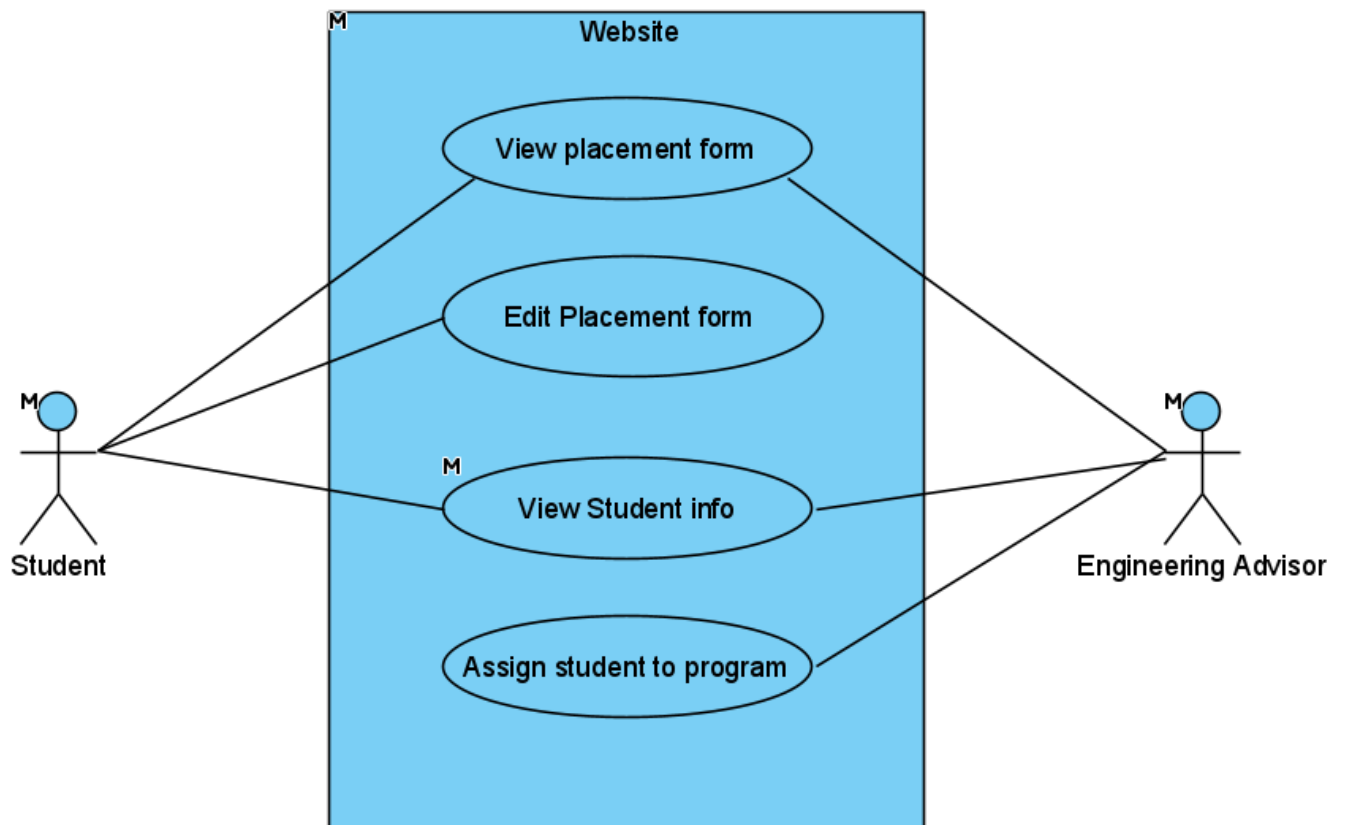 M
Website
View placement form
Edit Placement form
M
M
M
View Student info
Student
Engineering Advisor
Assign student to program